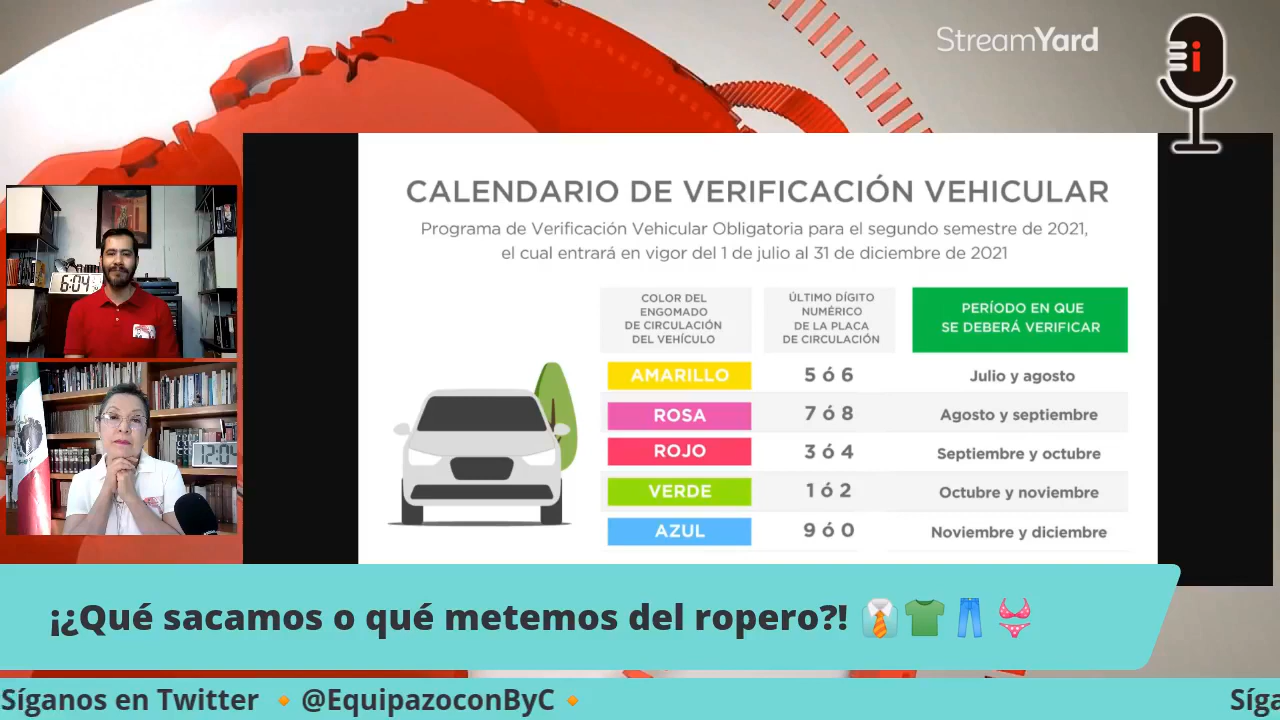 StreamYard
i
CALENDARIO DE VERIFICACIÓN VEHICULAR
Programa de Verificación Vehicular Obligatoria para el segundo semestre de 2021,
el cual entrará en vigor del 1 de julio al 31 de diciembre de 2021
COLOR DEL
ENGOMADO
DE CIRCULACIÓN
DEL VEHÍCULO
ÚLTIMO DÍGITO
NUMÉRICO
DE LA PLACA
DE CIRCULACIÓN
PERÍODO EN QUE
SE DEBERÁ VERIFICAR
AMARILLO 5 ó 6 Julio y agosto
ROSA 7 ó 8 Agosto y septiembre
ROJO 3 ó 4 Septiembre y octubre
VERDE 1 ó 2 Octubre y noviembre
AZUL 9 ó 0 Noviembre y diciembre
6:04
12:04
¡¿Qué sacamos o qué metemos del ropero?! 👔👕👖👙
Síganos en Twitter 🔸 @EquipazoconByC 🔸 Síga